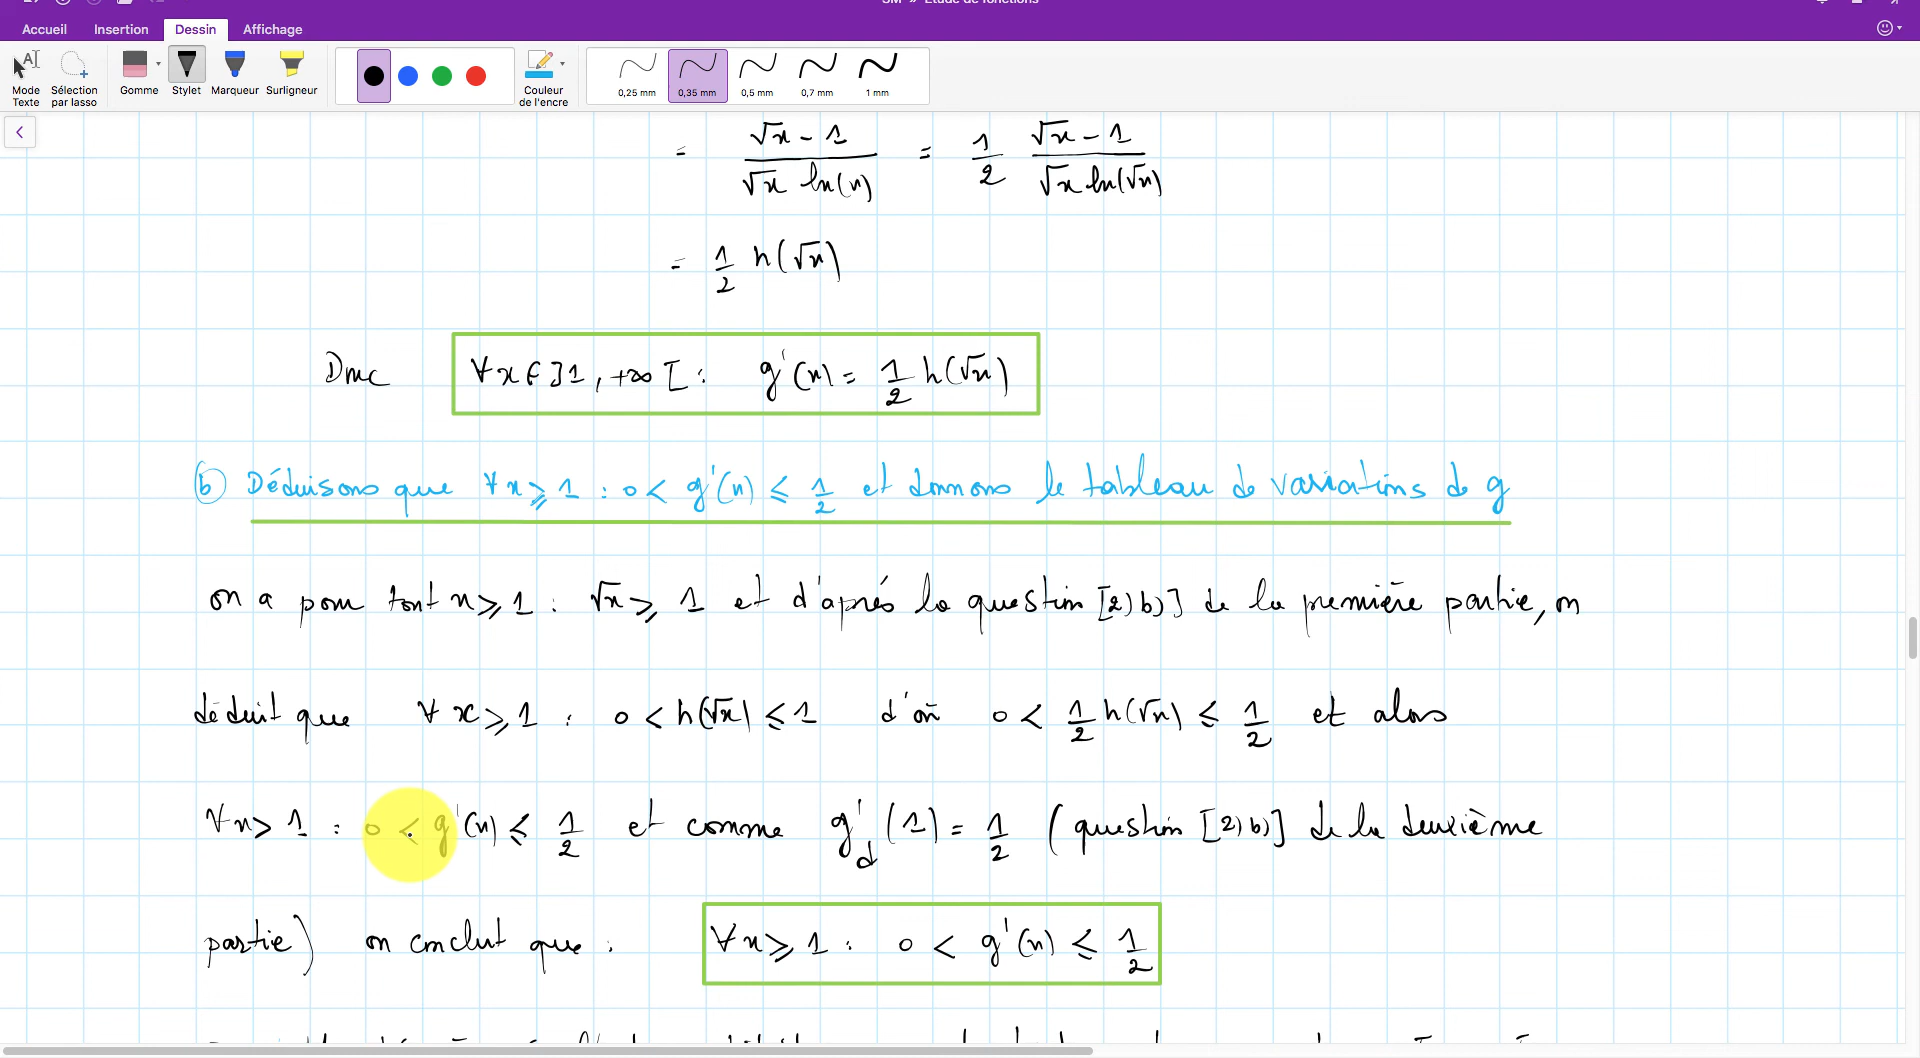 SM » Étude de fonctions
Accueil Insertion Dessin Affichage
Mode Texte Sélection par lasso Gomme Stylet Marqueur Surligneur Couleur de l'encre 0,25 mm 0,35 mm 0,5 mm 0,7 mm 1 mm
= (√x - 1)/(√x ln(x)) = 1/2 (√x - 1)/(√x ln(√x))
= 1/2 h(√x)
Donc ∀x∈]1, +∞[ : g'(x) = 1/2 h(√x)
b) Déduisons que ∀x⩾1 : 0 < g'(x) ⩽ 1/2 et donnons le tableau de variations de g
on a pour tout x⩾1 : √x⩾1 et d'après la question [2) b)] de la première partie, on
déduit que ∀x⩾1 : 0 < h(√x) ⩽ 1 d'où 0 < 1/2 h(√x) ⩽ 1/2 et alors
∀x>1 : 0 < g'(x) ⩽ 1/2 et comme g'd(1) = 1/2 (question [2) b)] de la deuxième
partie) on conclut que : ∀x⩾1 : 0 < g'(x) ⩽ 1/2